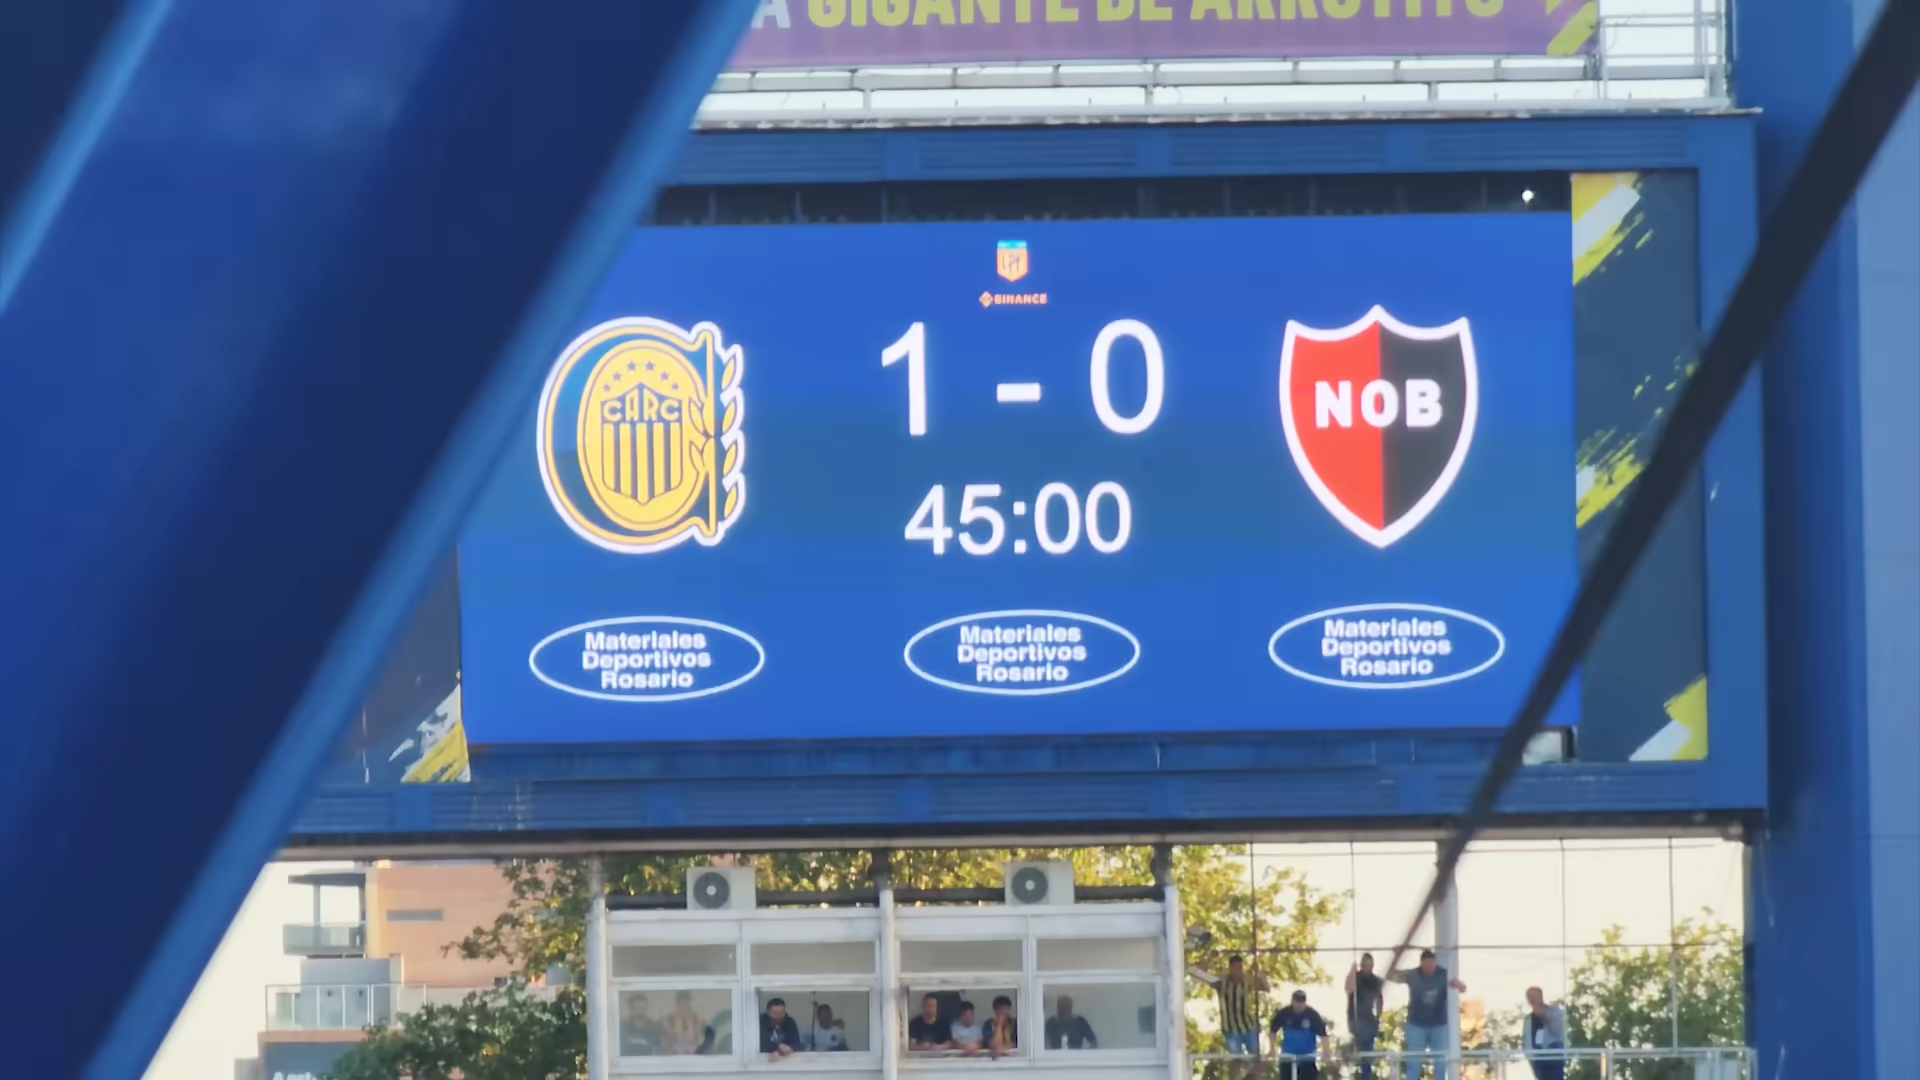 GIGANTE DE ARROYITO
LPF
BINANCE
CARC
1 - 0
NOB
45:00
Materiales
Deportivos
Rosario
Materiales
Deportivos
Rosario
Materiales
Deportivos
Rosario